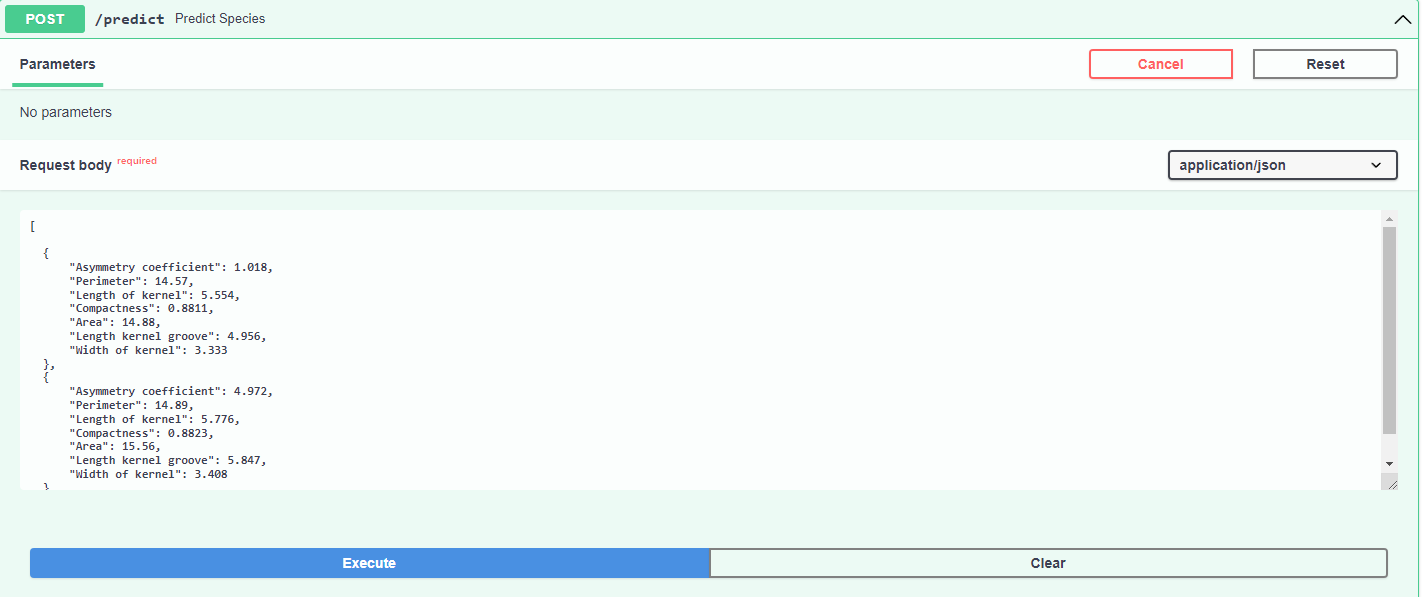 POST /predict Predict Species
Parameters Cancel Reset
No parameters
Request body required application/json
[
{
"Asymmetry coefficient": 1.018,
"Perimeter": 14.57,
"Length of kernel": 5.554,
"Compactness": 0.8811,
"Area": 14.88,
"Length kernel groove": 4.956,
"Width of kernel": 3.333
},
{
"Asymmetry coefficient": 4.972,
"Perimeter": 14.89,
"Length of kernel": 5.776,
"Compactness": 0.8823,
"Area": 15.56,
"Length kernel groove": 5.847,
"Width of kernel": 3.408
}
Execute Clear